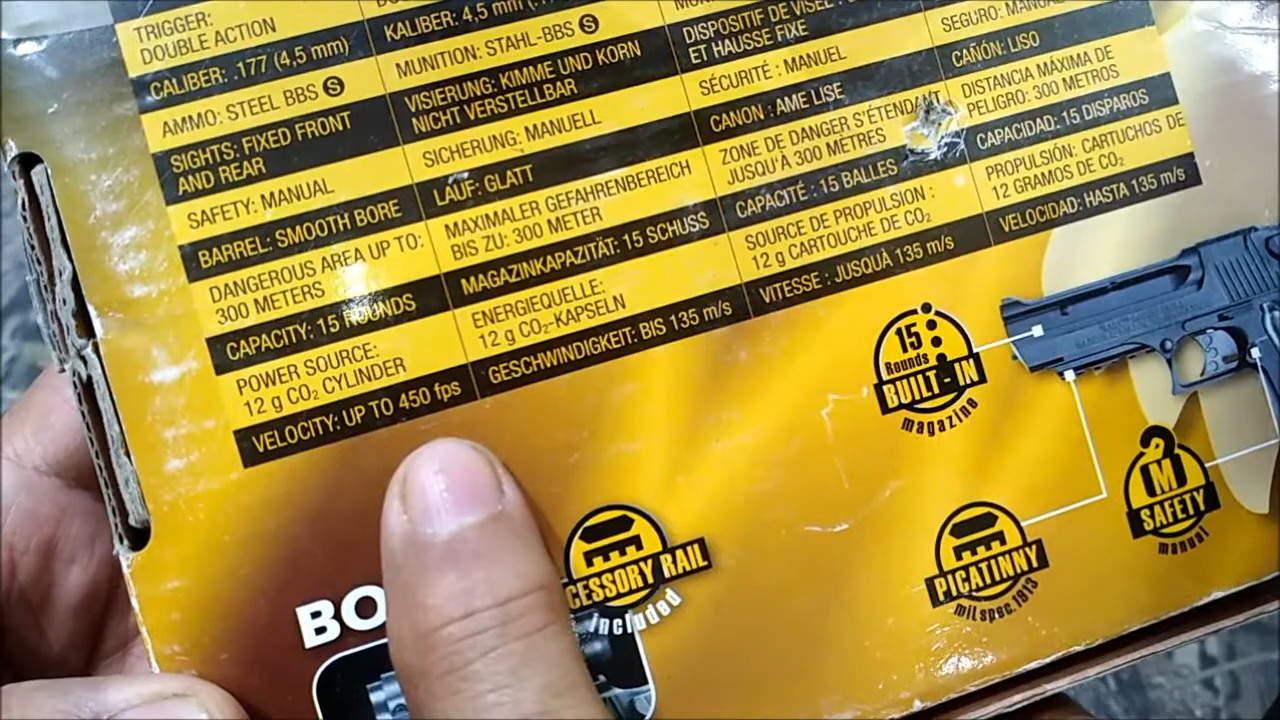 TRIGGER:
DOUBLE ACTION
CALIBER: .177 (4,5 mm)
AMMO: STEEL BBS S
SIGHTS: FIXED FRONT
AND REAR
SAFETY: MANUAL
BARREL: SMOOTH BORE
DANGEROUS AREA UP TO:
300 METERS
CAPACITY: 15 ROUNDS
POWER SOURCE:
12 g CO₂ CYLINDER
VELOCITY: UP TO 450 fps
KALIBER: 4,5 mm
MUNITION: STAHL-BBS S
VISIERUNG: KIMME UND KORN
NICHT VERSTELLBAR
SICHERUNG: MANUELL
LAUF: GLATT
MAXIMALER GEFAHRENBEREICH
BIS ZU: 300 METER
MAGAZINKAPAZITÄT: 15 SCHUSS
ENERGIEQUELLE:
12 g CO₂-KAPSELN
GESCHWINDIGKEIT: BIS 135 m/s
DISPOSITIF DE VISÉE :
ET HAUSSE FIXE
SÉCURITÉ : MANUEL
CANON : AME LISE
ZONE DE DANGER S'ÉTENDANT
JUSQU'À 300 MÈTRES
CAPACITÉ : 15 BALLES
SOURCE DE PROPULSION :
12 g CARTOUCHE DE CO₂
VITESSE : JUSQUÀ 135 m/s
SEGURO: MANUAL
CAÑÓN: LISO
DISTANCIA MÁXIMA DE
PELIGRO: 300 METROS
CAPACIDAD: 15 DISPAROS
PROPULSIÓN: CARTUCHOS DE
12 GRAMOS DE CO₂
VELOCIDAD: HASTA 135 m/s
15
Rounds
BUILT-IN
magazine
M
SAFETY
manual
PICATINNY
mil.spec.1913
CESSORY RAIL
included
BO